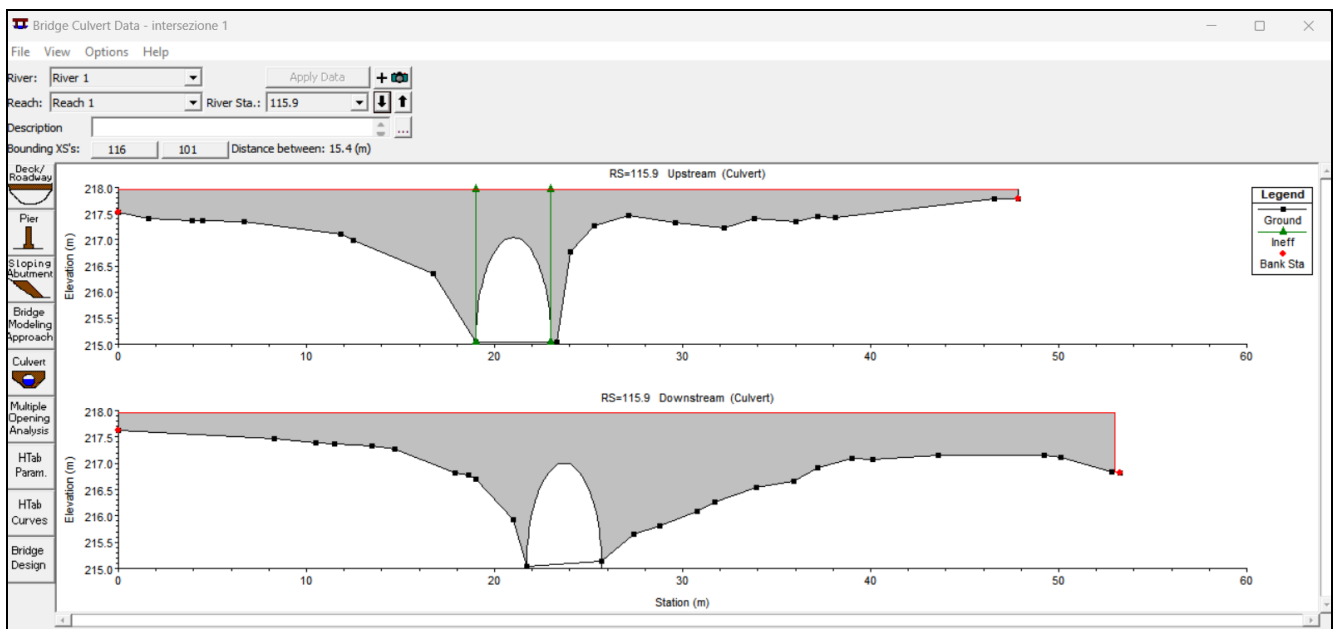 Bridge Culvert Data - intersezione 1
File View Options Help
River: River 1 Apply Data +
Reach: Reach 1 River Sta.: 115.9
Description ...
Bounding XS's: 116 101 Distance between: 15.4 (m)
Deck/
Roadway
Pier
Sloping
Abutment
Bridge
Modeling
Approach
Culvert
Multiple
Opening
Analysis
HTab
Param.
HTab
Curves
Bridge
Design
RS=115.9 Upstream (Culvert)
218.0
217.5
217.0
216.5
216.0
215.5
215.0
Elevation (m)
0 10 20 30 40 50 60
Legend
Ground
Ineff
Bank Sta
RS=115.9 Downstream (Culvert)
218.0
217.5
217.0
216.5
216.0
215.5
215.0
Elevation (m)
0 10 20 30 40 50 60
Station (m)